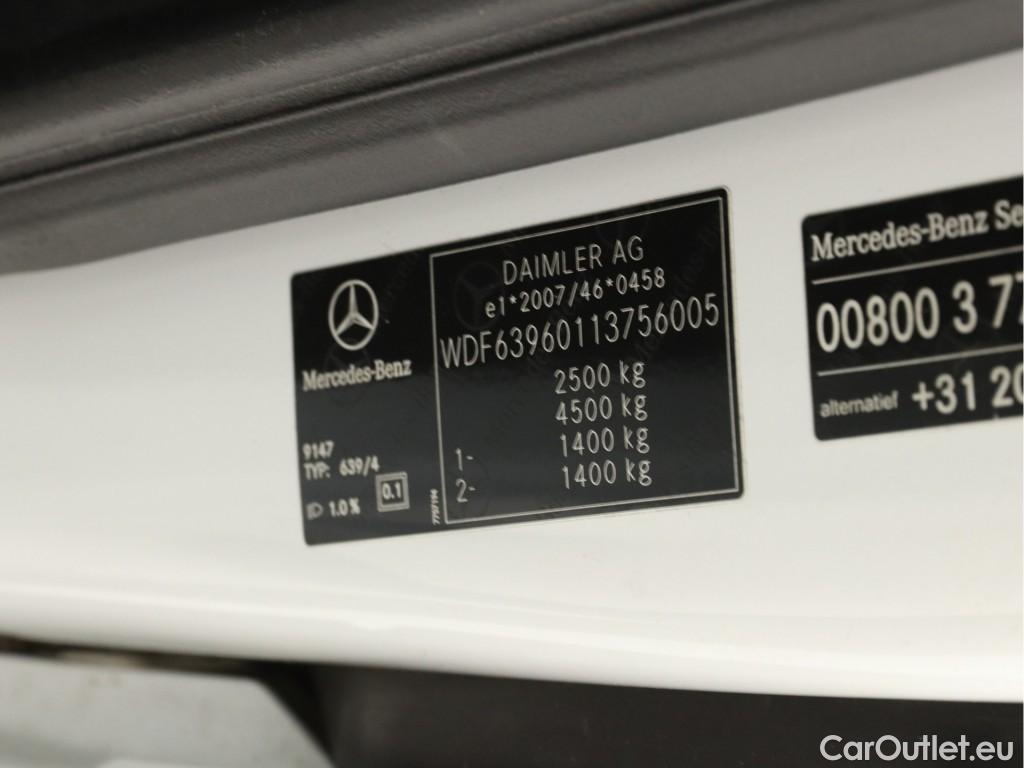 Mercedes-Benz
9147
TYP: 639/4
1.0 %
0.1
7707194
DAIMLER AG
e1*2007/46*0458
WDF63960113756005
2500 kg
4500 kg
1- 1400 kg
2- 1400 kg
Mercedes-Benz Se
00800 3 77
alternatief +31 20
CarOutlet.eu